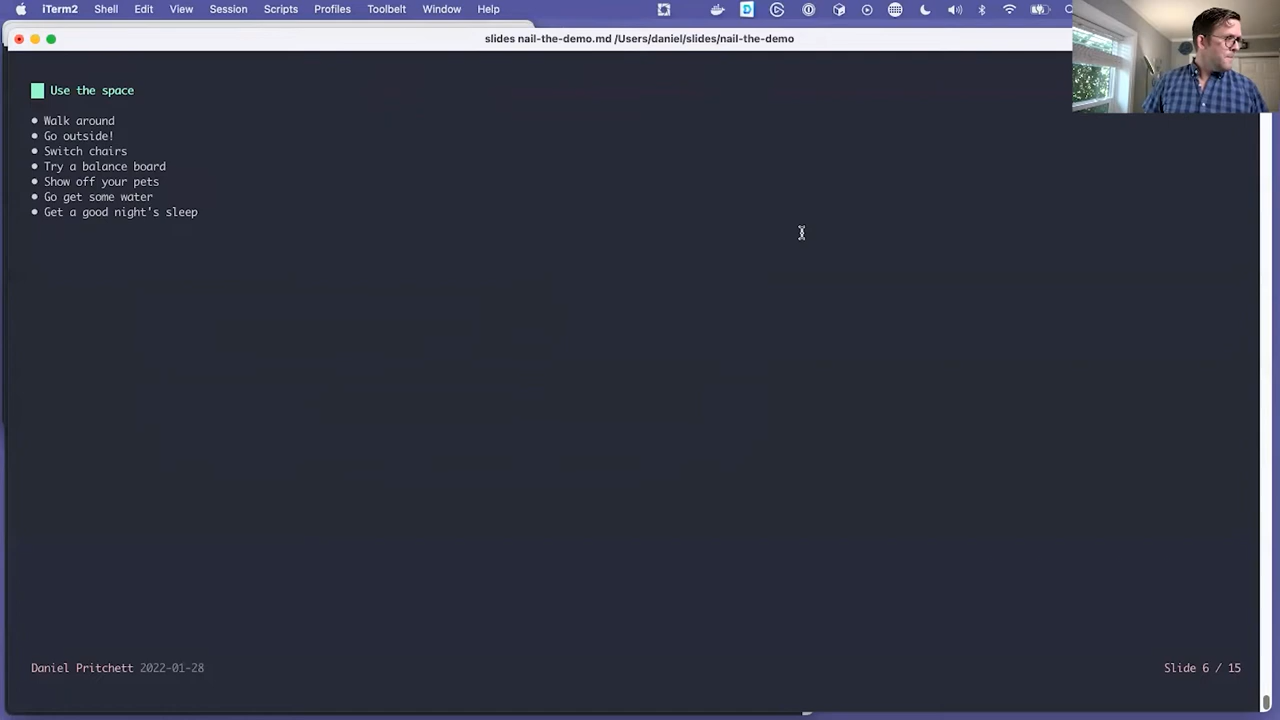 iTerm2 Shell Edit View Session Scripts Profiles Toolbelt Window Help
slides nail-the-demo.md /Users/daniel/slides/nail-the-demo
Use the space
• Walk around
• Go outside!
• Switch chairs
• Try a balance board
• Show off your pets
• Go get some water
• Get a good night's sleep
Daniel Pritchett 2022-01-28
Slide 6 / 15